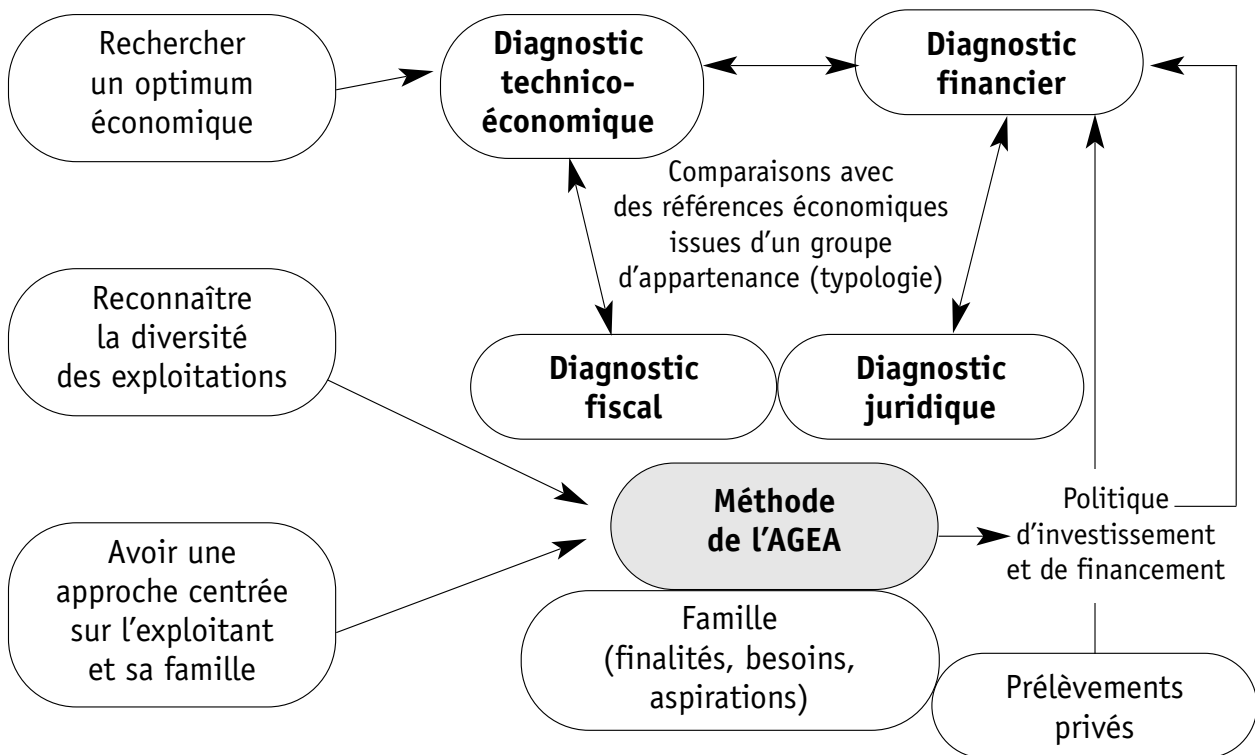 Rechercher
un optimum
économique
Diagnostic
technico-
économique
Diagnostic
financier
Comparaisons avec
des références économiques
issues d’un groupe
d’appartenance (typologie)
Reconnaître
la diversité
des exploitations
Diagnostic
fiscal
Diagnostic
juridique
Méthode
de l’AGEA
Politique
d’investissement
et de financement
Avoir une
approche centrée
sur l’exploitant
et sa famille
Famille
(finalités, besoins,
aspirations)
Prélèvements
privés